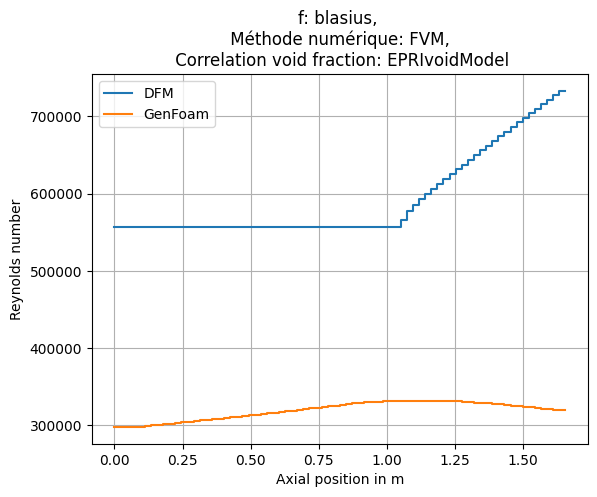 f: blasius,
Méthode numérique: FVM,
Correlation void fraction: EPRIvoidModel
DFM
GenFoam
700000
600000
500000
400000
300000
Reynolds number
0.00 0.25 0.50 0.75 1.00 1.25 1.50
Axial position in m